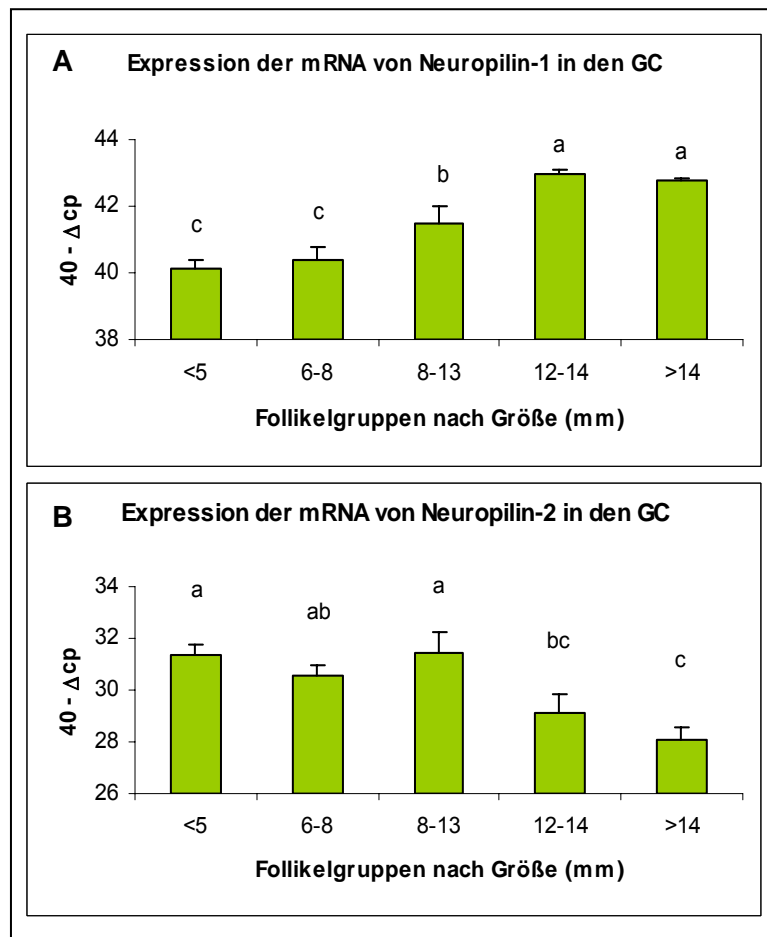 A Expression der mRNA von Neuropilin-1 in den GC
44
42
40
38
40 - Δcp
c c b a a
<5 6-8 8-13 12-14 >14
Follikelgruppen nach Größe (mm)
B Expression der mRNA von Neuropilin-2 in den GC
34
32
30
28
26
40 - Δcp
a ab a bc c
<5 6-8 8-13 12-14 >14
Follikelgruppen nach Größe (mm)